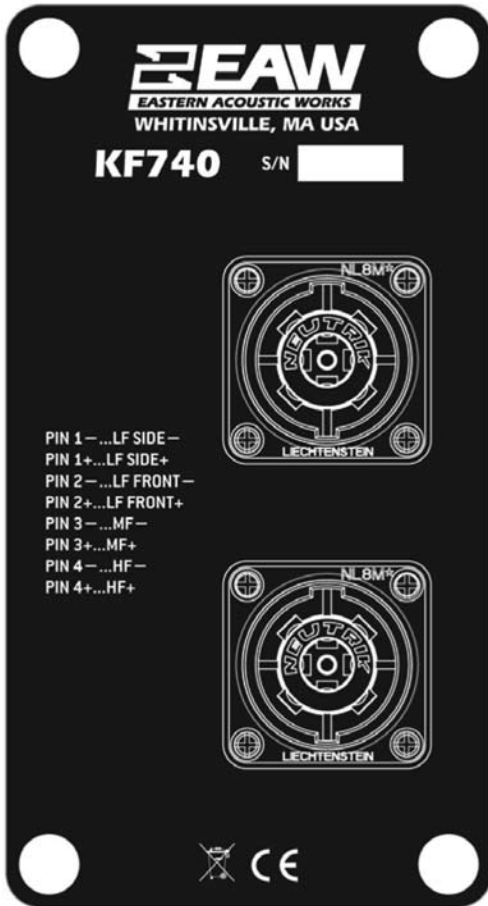 EAW
EASTERN ACOUSTIC WORKS
WHITINSVILLE, MA USA
KF740 S/N
NL8M*
NEUTRIK
LIECHTENSTEIN
PIN 1–...LF SIDE–
PIN 1+...LF SIDE+
PIN 2–...LF FRONT–
PIN 2+...LF FRONT+
PIN 3–...MF–
PIN 3+...MF+
PIN 4–...HF–
PIN 4+...HF+
NL8M*
NEUTRIK
LIECHTENSTEIN
CE